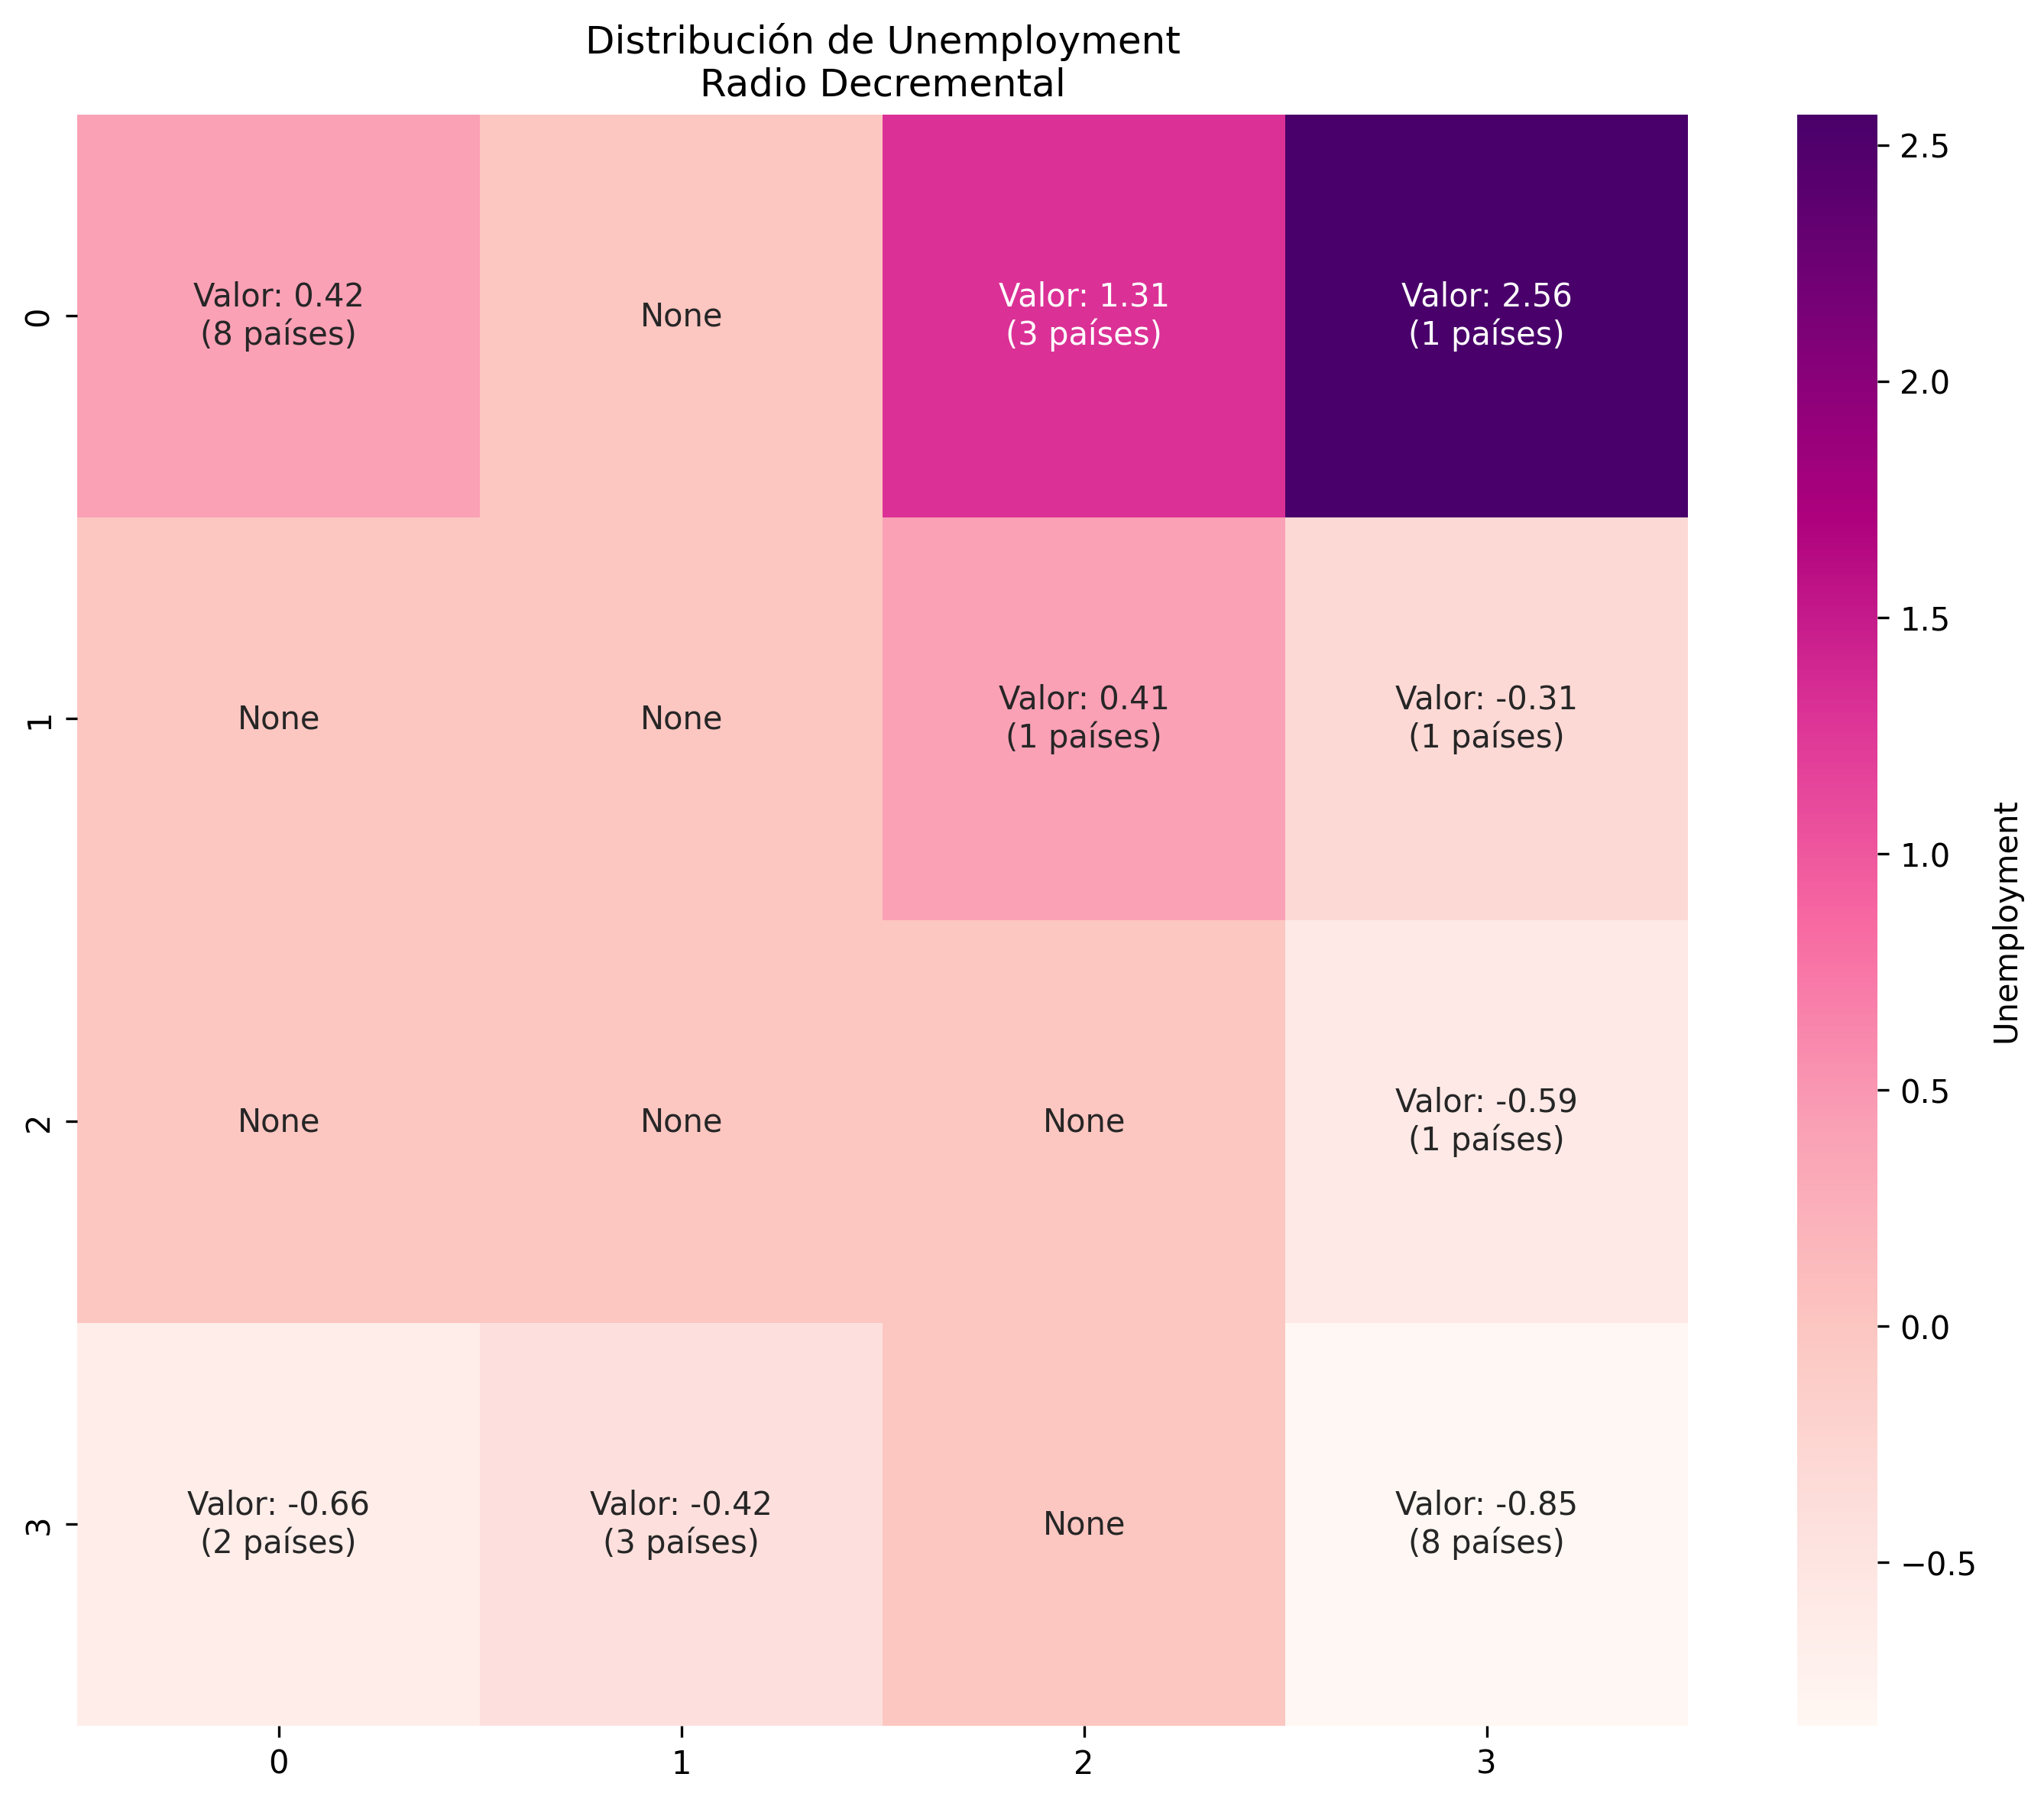 Distribución de Unemployment
Radio Decremental
0
Valor: 0.42
(8 países)
None
Valor: 1.31
(3 países)
Valor: 2.56
(1 países)
1
None
None
Valor: 0.41
(1 países)
Valor: -0.31
(1 países)
2
None
None
None
Valor: -0.59
(1 países)
3
Valor: -0.66
(2 países)
Valor: -0.42
(3 países)
None
Valor: -0.85
(8 países)
0
1
2
3
2.5
2.0
1.5
1.0
0.5
0.0
−0.5
Unemployment